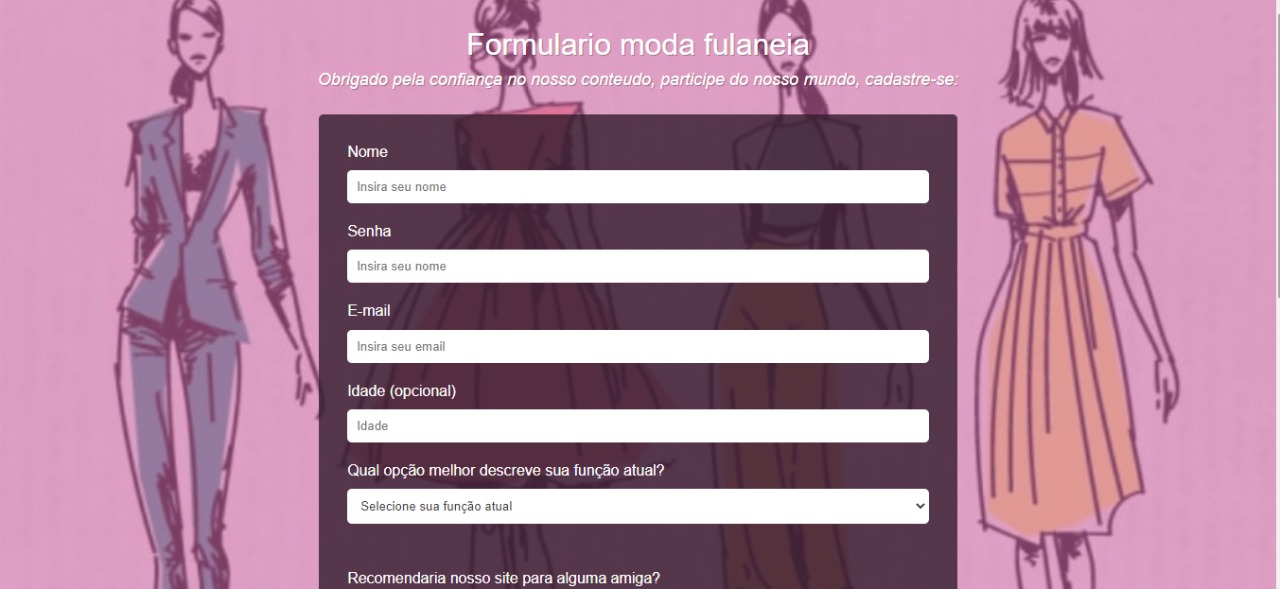 Formulario moda fulaneia
Obrigado pela confiança no nosso conteudo, participe do nosso mundo, cadastre-se:
Nome
Insira seu nome
Senha
Insira seu nome
E-mail
Insira seu email
Idade (opcional)
Idade
Qual opção melhor descreve sua função atual?
Selecione sua função atual
Recomendaria nosso site para alguma amiga?